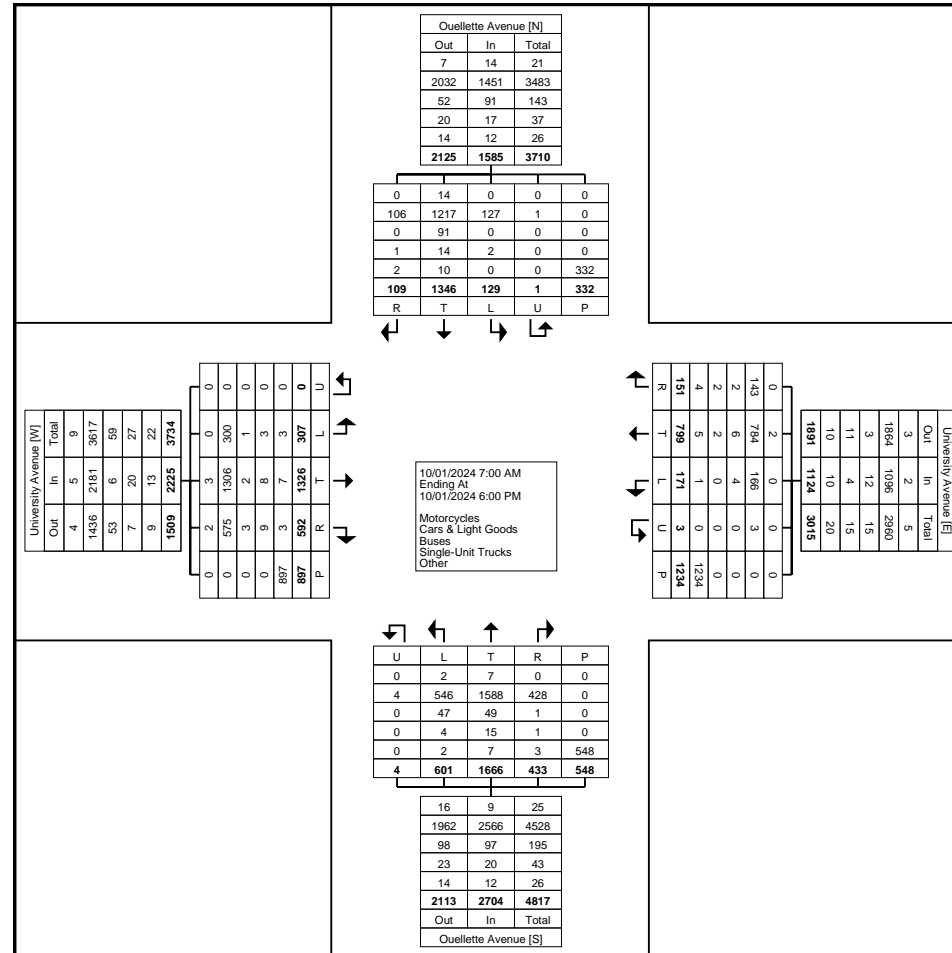 Ouellette Avenue [N]
Out In Total
7 14 21
2032 1451 3483
52 91 143
20 17 37
14 12 26
2125 1585 3710
0 14 0 0 0
106 1217 127 1 0
0 91 0 0 0
1 14 2 0 0
2 10 0 0 332
109 1346 129 1 332
R T L U P
U L T R P
0 307 1326 592 897
0 3 7 3 897
0 3 8 9 0
0 1 2 3 0
0 300 1306 575 0
0 0 3 2 0
3734 2225 1509
22 13 9
27 20 7
59 6 53
3617 2181 1436
9 5 4
Total In Out
University Avenue [W]
10/01/2024 7:00 AM
Ending At
10/01/2024 6:00 PM
Motorcycles
Cars & Light Goods
Buses
Single-Unit Trucks
Other
University Avenue [E]
Out In Total
3 2 5
1864 1096 2960
3 12 15
11 4 15
10 10 20
1891 1124 3015
0 2 0 0 0
143 784 166 3 0
2 6 4 0 0
2 2 0 0 0
4 5 1 0 1234
151 799 171 3 1234
R T L U P
U L T R P
0 2 7 0 0
4 546 1588 428 0
0 47 49 1 0
0 4 15 1 0
0 2 7 3 548
4 601 1666 433 548
16 9 25
1962 2566 4528
98 97 195
23 20 43
14 12 26
2113 2704 4817
Out In Total
Ouellette Avenue [S]